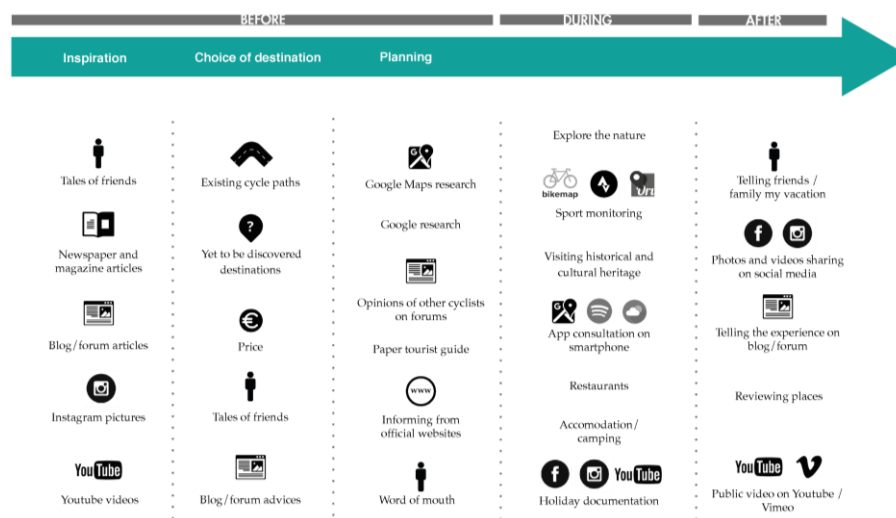 BEFORE
DURING
AFTER
Inspiration
Choice of destination
Planning
Tales of friends
Newspaper and
magazine articles
Blog/forum articles
Instagram pictures
YouTube
Youtube videos
Existing cycle paths
?
Yet to be discovered
destinations
€
Price
Tales of friends
Blog/forum advices
G
Google Maps research
Google research
Opinions of other cyclists
on forums
Paper tourist guide
www
Informing from
official websites
Word of mouth
Explore the nature
bikemap
Url
Sport monitoring
Visiting historical and
cultural heritage
G
App consultation on
smartphone
Restaurants
Accomodation/
camping
f
YouTube
Holiday documentation
Telling friends /
family my vacation
f
Photos and videos sharing
on social media
Telling the experience on
blog/forum
Reviewing places
YouTube
Public video on Youtube /
Vimeo